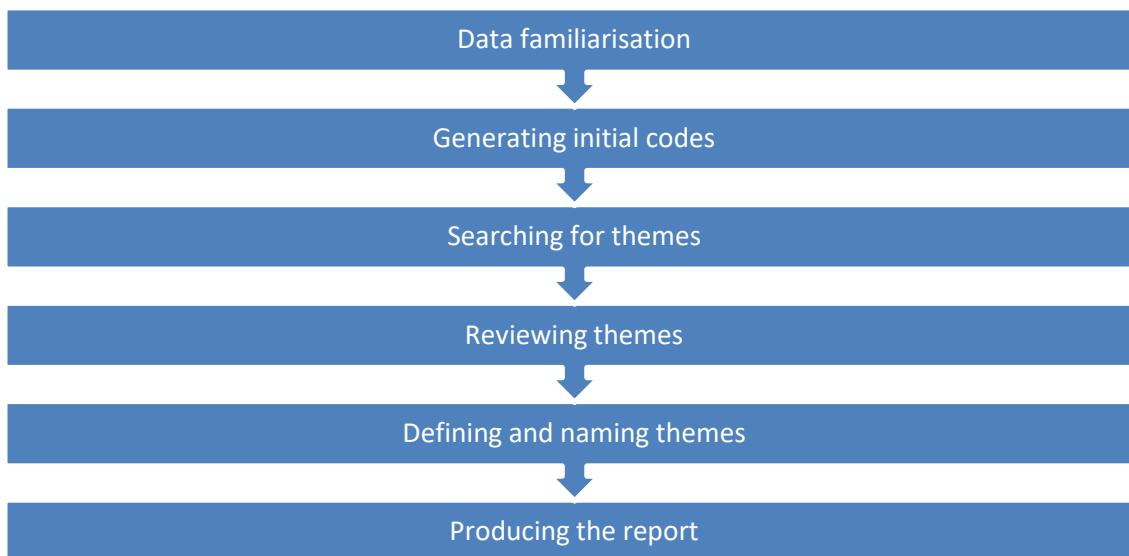 Data familiarisation
Generating initial codes
Searching for themes
Reviewing themes
Defining and naming themes
Producing the report